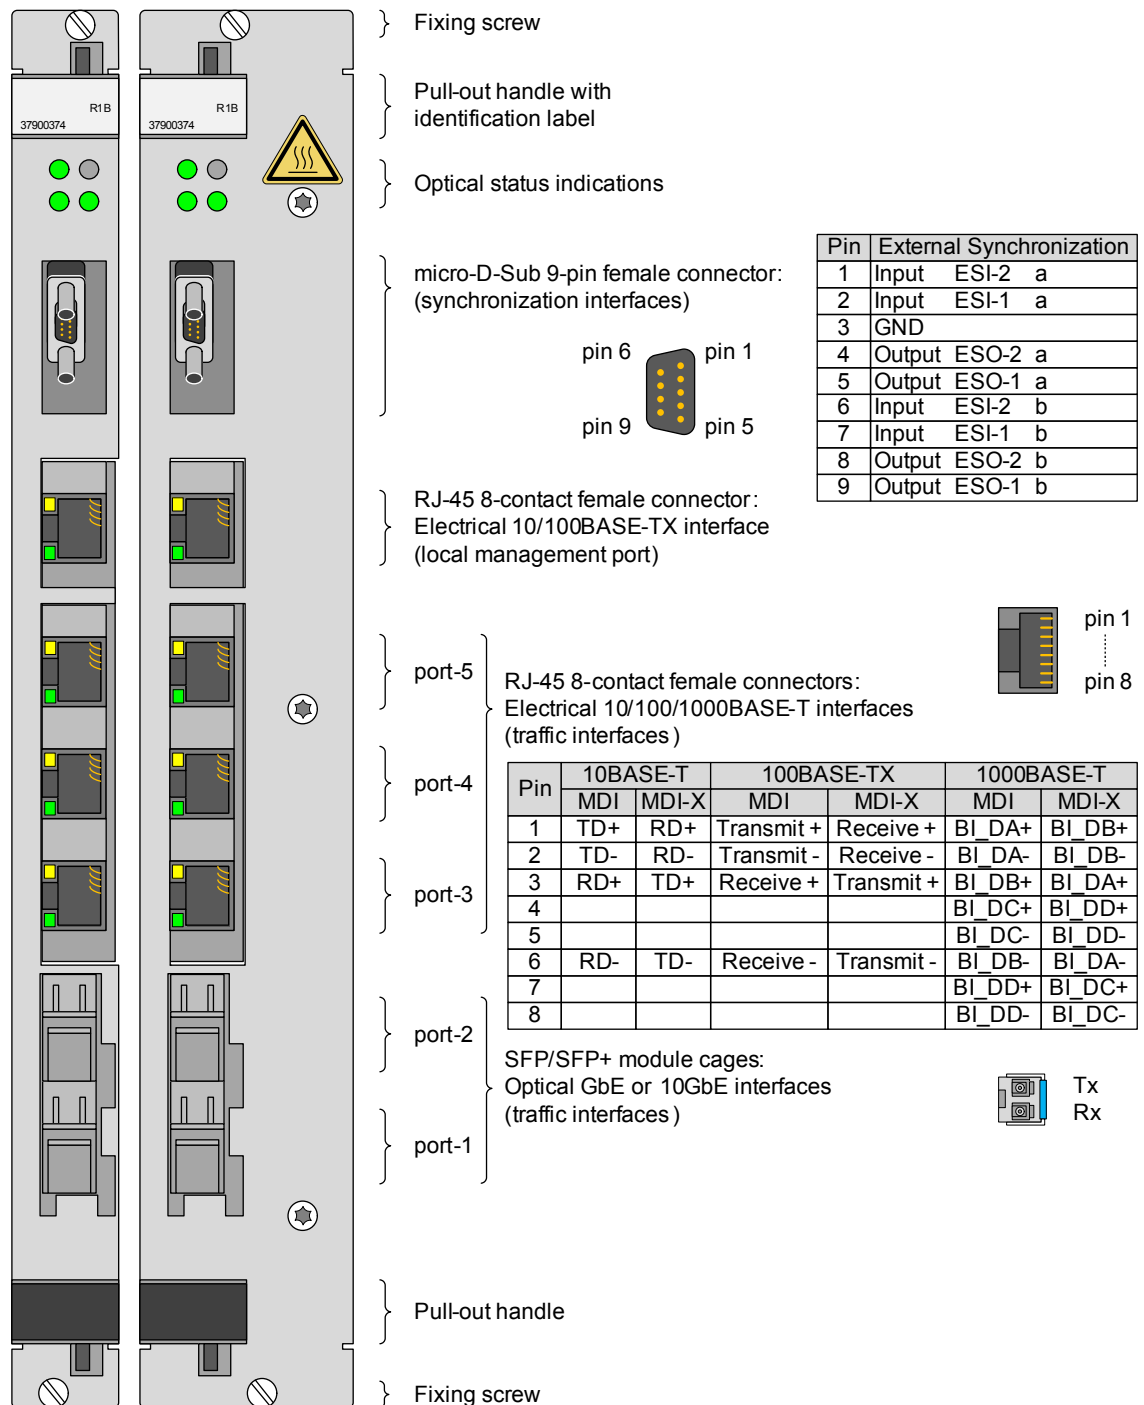 Fixing screw
R1B
37900374
R1B
37900374
Pull-out handle with
identification label
Optical status indications
micro-D-Sub 9-pin female connector:
(synchronization interfaces)
pin 6 pin 1
pin 9 pin 5
Pin External Synchronization
1 Input ESI-2 a
2 Input ESI-1 a
3 GND
4 Output ESO-2 a
5 Output ESO-1 a
6 Input ESI-2 b
7 Input ESI-1 b
8 Output ESO-2 b
9 Output ESO-1 b
RJ-45 8-contact female connector:
Electrical 10/100BASE-TX interface
(local management port)
pin 1
pin 8
port-5
port-4
port-3
RJ-45 8-contact female connectors:
Electrical 10/100/1000BASE-T interfaces
(traffic interfaces)
Pin 10BASE-T 100BASE-TX 1000BASE-T
MDI MDI-X MDI MDI-X MDI MDI-X
1 TD+ RD+ Transmit + Receive + BI_DA+ BI_DB+
2 TD- RD- Transmit - Receive - BI_DA- BI_DB-
3 RD+ TD+ Receive + Transmit + BI_DB+ BI_DA+
4 BI_DC+ BI_DD+
5 BI_DC- BI_DD-
6 RD- TD- Receive - Transmit - BI_DB- BI_DA-
7 BI_DD+ BI_DC+
8 BI_DD- BI_DC-
port-2
port-1
SFP/SFP+ module cages:
Optical GbE or 10GbE interfaces
(traffic interfaces)
Tx
Rx
Pull-out handle
Fixing screw